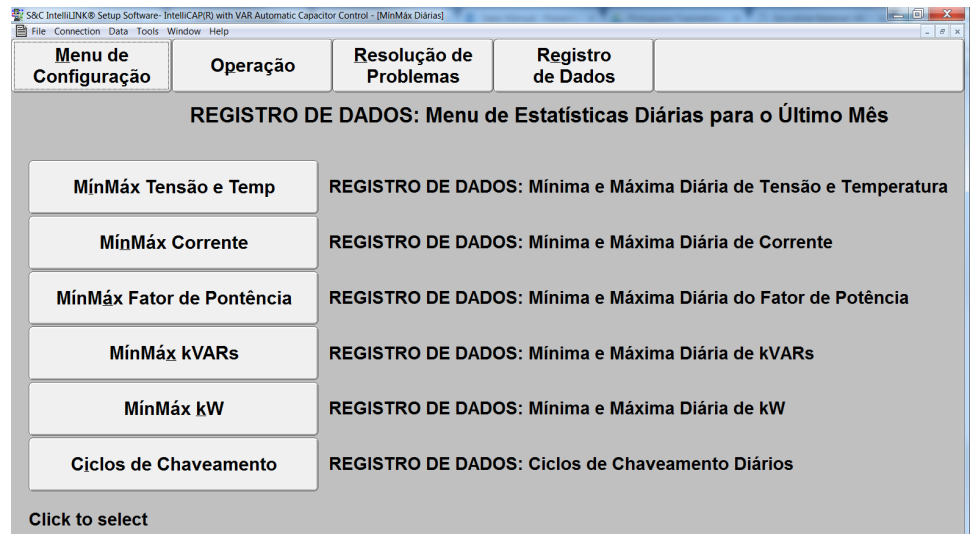 S&C IntelliLINK® Setup Software- IntelliCAP(R) with VAR Automatic Capacitor Control - [MínMáx Diárias]
File Connection Data Tools Window Help
Menu de Configuração
Operação
Resolução de Problemas
Registro de Dados
REGISTRO DE DADOS: Menu de Estatísticas Diárias para o Último Mês
MínMáx Tensão e Temp
REGISTRO DE DADOS: Mínima e Máxima Diária de Tensão e Temperatura
MínMáx Corrente
REGISTRO DE DADOS: Mínima e Máxima Diária de Corrente
MínMáx Fator de Pontência
REGISTRO DE DADOS: Mínima e Máxima Diária do Fator de Potência
MínMáx kVARs
REGISTRO DE DADOS: Mínima e Máxima Diária de kVARs
MínMáx kW
REGISTRO DE DADOS: Mínima e Máxima Diária de kW
Ciclos de Chaveamento
REGISTRO DE DADOS: Ciclos de Chaveamento Diários
Click to select